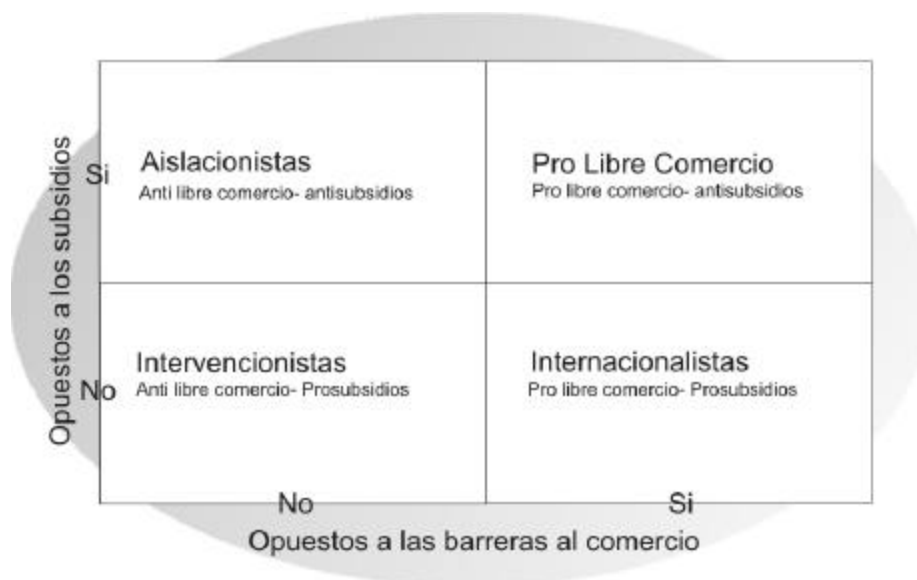 Opuestos a los subsidios
Si
Aislacionistas
Anti libre comercio- antisubsidios
Pro Libre Comercio
Pro libre comercio- antisubsidios
No
Intervencionistas
Anti libre comercio- Prosubsidios
Internacionalistas
Pro libre comercio- Prosubsidios
No
Si
Opuestos a las barreras al comercio